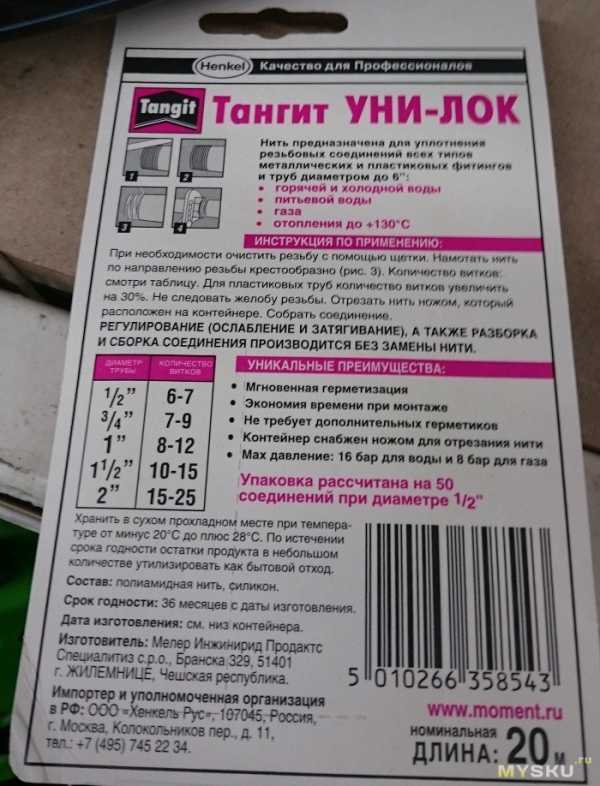 Henkel Качество для Профессионалов
Tangit Тангит УНИ-ЛОК
Нить предназначена для уплотнения
резьбовых соединений всех типов
металлических и пластиковых фитингов
и труб диаметром до 6":
• горячей и холодной воды
• питьевой воды
• газа
• отопления до +130°C
1 2
3 4
ИНСТРУКЦИЯ ПО ПРИМЕНЕНИЮ:
При необходимости очистить резьбу с помощью щетки. Намотать нить
по направлению резьбы крестообразно (рис. 3). Количество витков:
смотри таблицу. Для пластиковых труб количество витков увеличить
на 30%. Не следовать желобу резьбы. Отрезать нить ножом, который
расположен на контейнере. Собрать соединение.
РЕГУЛИРОВАНИЕ (ОСЛАБЛЕНИЕ И ЗАТЯГИВАНИЕ), А ТАКЖЕ РАЗБОРКА
И СБОРКА СОЕДИНЕНИЯ ПРОИЗВОДИТСЯ БЕЗ ЗАМЕНЫ НИТИ.
ДИАМЕТР ТРУБЫ КОЛИЧЕСТВО ВИТКОВ
1/2" 6-7
3/4" 7-9
1" 8-12
1 1/2" 10-15
2" 15-25
УНИКАЛЬНЫЕ ПРЕИМУЩЕСТВА:
• Мгновенная герметизация
• Экономия времени при монтаже
• Не требует дополнительных герметиков
• Контейнер снабжен ножом для отрезания нити
• Мах давление: 16 бар для воды и 8 бар для газа
Упаковка рассчитана на 50
соединений при диаметре 1/2"
Хранить в сухом прохладном месте при темпера-
туре от минус 20°C до плюс 28°C. По истечении
срока годности остатки продукта в небольшом
количестве утилизировать как бытовой отход.
Состав: полиамидная нить, силикон.
Срок годности: 36 месяцев с даты изготовления.
Дата изготовления: см. низ контейнера.
Изготовитель: Мелер Инжинирид Продактс
Специалитиз с.р.о., Бранска 329, 51401
г. ЖИЛЕМНИЦЕ, Чешская республика.
Импортер и уполномоченная организация
в РФ: ООО «Хенкель Рус», 107045, Россия,
г. Москва, Колокольников пер., д. 11,
тел.: +7 (495) 745 22 34.
5 010266 358543
www.moment.ru
номинальная
ДЛИНА: 20 м
MYSKU.ru